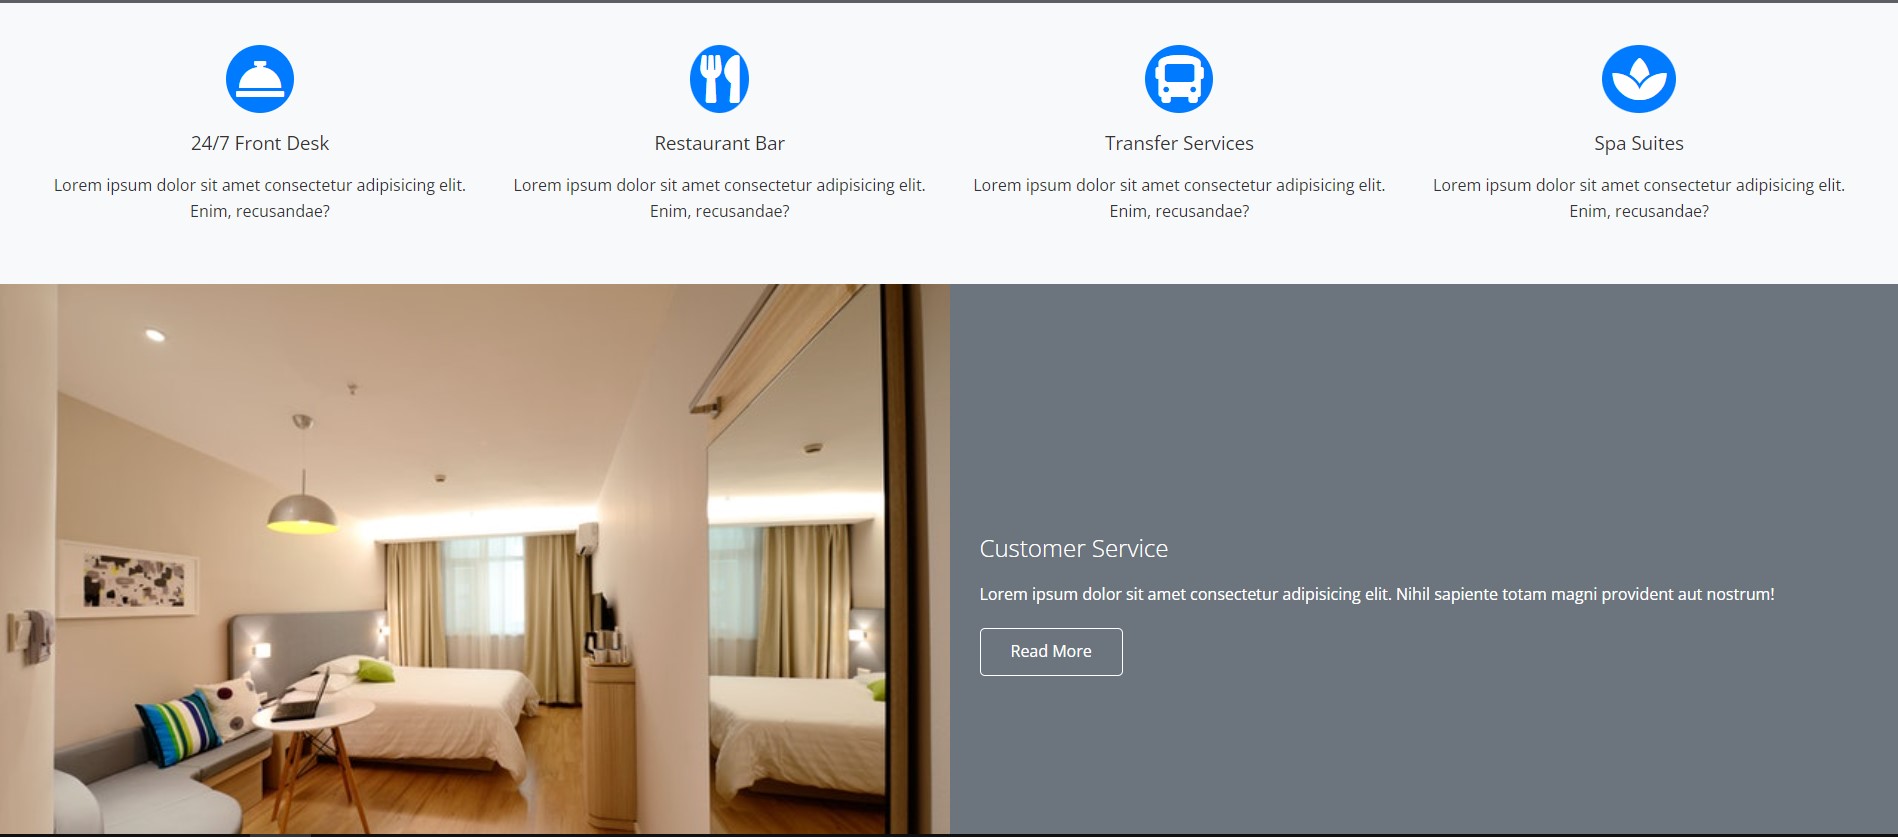 24/7 Front Desk
Lorem ipsum dolor sit amet consectetur adipisicing elit.
Enim, recusandae?
Restaurant Bar
Lorem ipsum dolor sit amet consectetur adipisicing elit.
Enim, recusandae?
Transfer Services
Lorem ipsum dolor sit amet consectetur adipisicing elit.
Enim, recusandae?
Spa Suites
Lorem ipsum dolor sit amet consectetur adipisicing elit.
Enim, recusandae?
Customer Service
Lorem ipsum dolor sit amet consectetur adipisicing elit. Nihil sapiente totam magni provident aut nostrum!
Read More